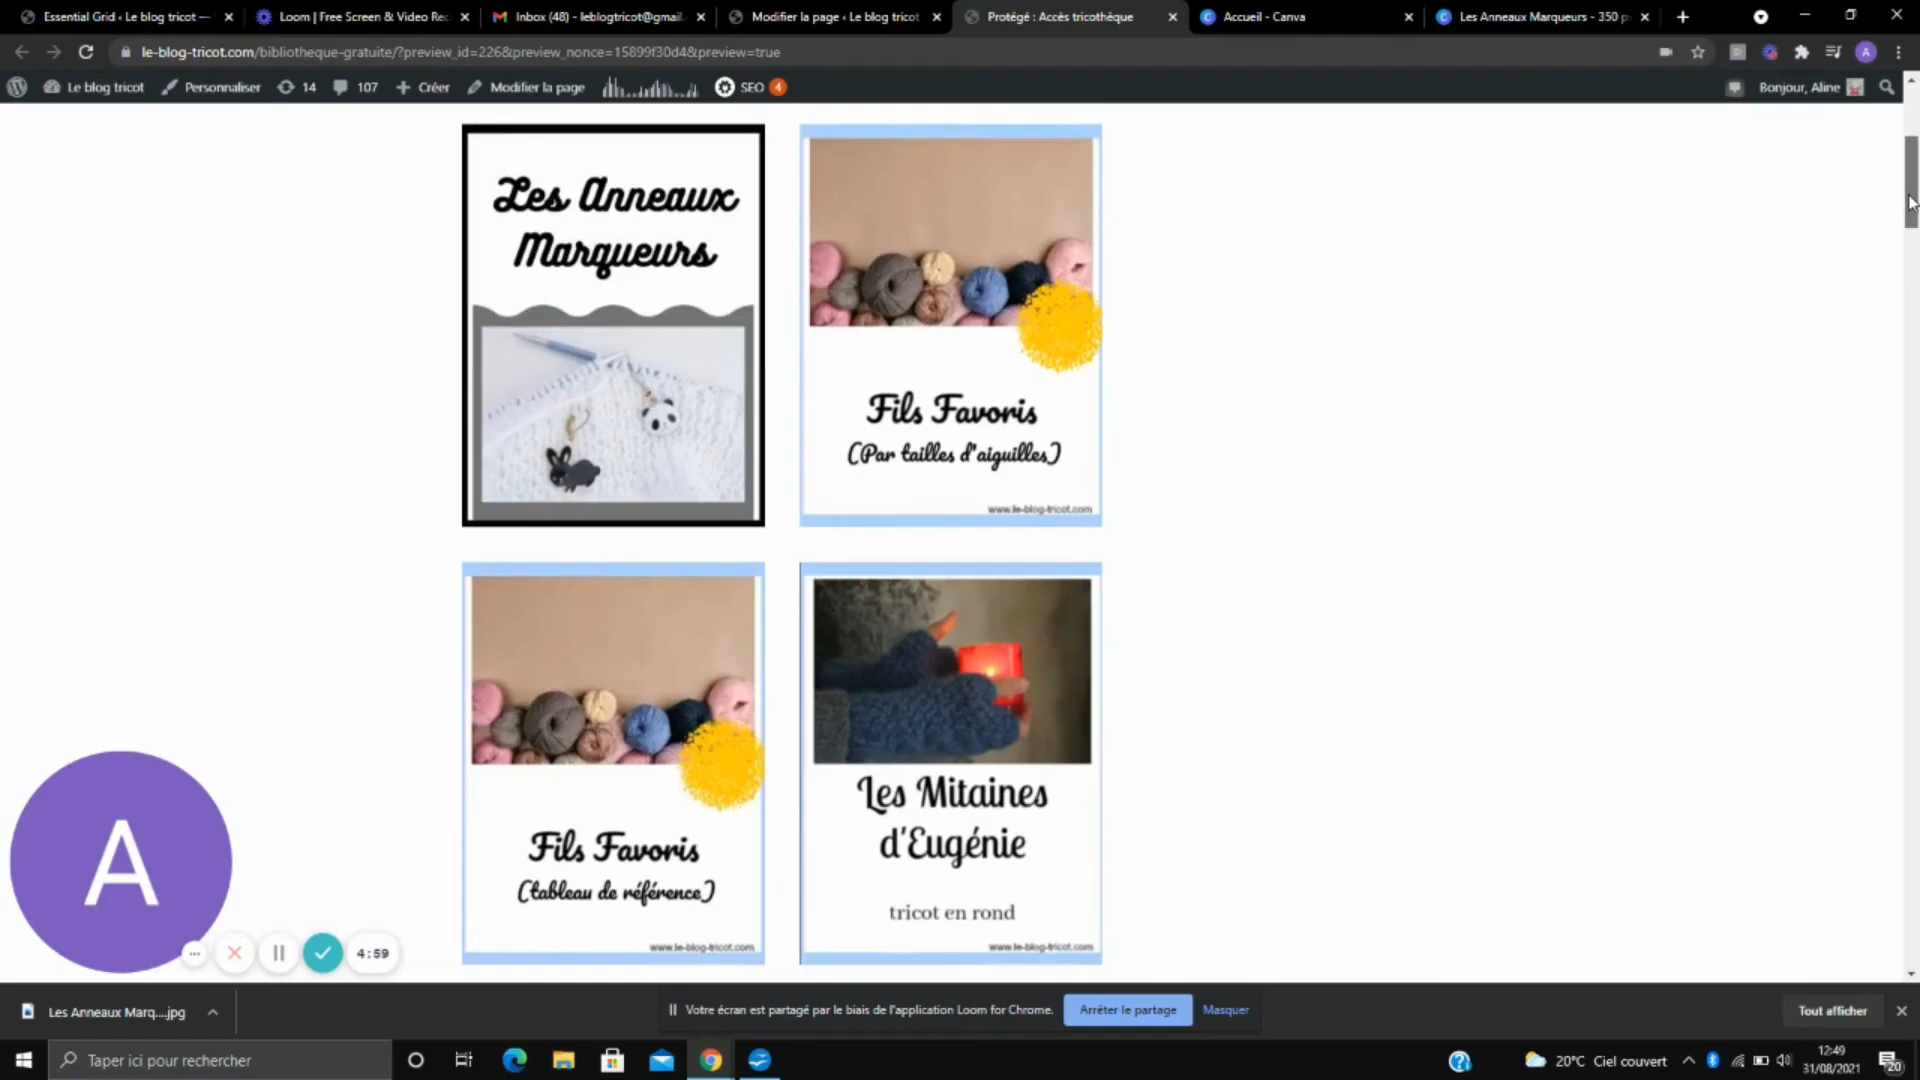 Essential Grid ‹ Le blog tricot —
Loom | Free Screen & Video Rec
Inbox (48) - leblogtricot@gmail.
Modifier la page ‹ Le blog tricot
Protégé : Accès tricothèque
Accueil - Canva
Les Anneaux Marqueurs - 350 p
le-blog-tricot.com/bibliotheque-gratuite/?preview_id=226&preview_nonce=15899f30d4&preview=true
A
Le blog tricot
Personnaliser
14
107
Créer
Modifier la page
SEO
4
Bonjour, Aline
Les Anneaux
Marqueurs
Fils Favoris
(Par tailles d'aiguilles)
www.le-blog-tricot.com
Fils Favoris
(tableau de référence)
www.le-blog-tricot.com
Les Mitaines
d'Eugénie
tricot en rond
www.le-blog-tricot.com
A
4:59
Les Anneaux Marq....jpg
Votre écran est partagé par le biais de l'application Loom for Chrome.
Arrêter le partage
Masquer
Tout afficher
Taper ici pour rechercher
20°C Ciel couvert
12:49
31/08/2021
20